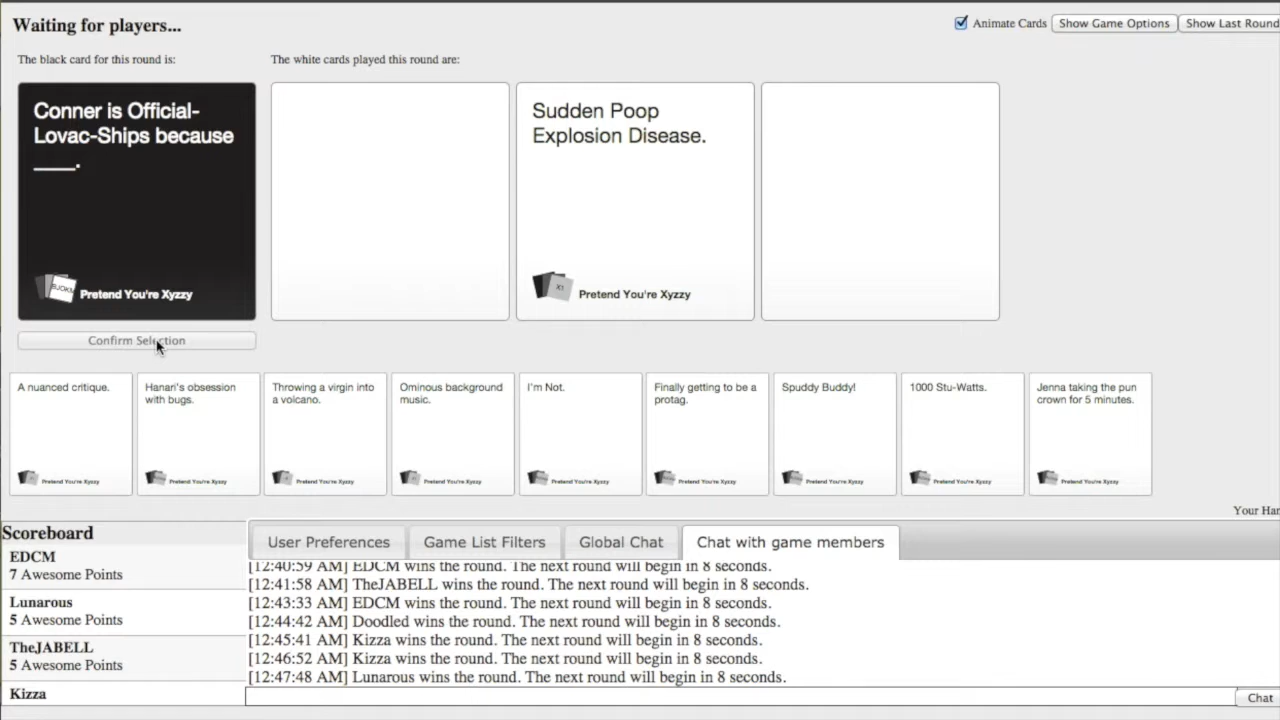 Waiting for players...
Animate Cards
Show Game Options
Show Last Round
The black card for this round is:
The white cards played this round are:
Conner is Official-
Lovac-Ships because
____.
Pretend You're Xyzzy
Sudden Poop
Explosion Disease.
X1
Pretend You're Xyzzy
Confirm Selection
A nuanced critique.
Pretend You're Xyzzy
Hanari's obsession
with bugs.
Pretend You're Xyzzy
Throwing a virgin into
a volcano.
Pretend You're Xyzzy
Ominous background
music.
Pretend You're Xyzzy
I'm Not.
Pretend You're Xyzzy
Finally getting to be a
protag.
Pretend You're Xyzzy
Spuddy Buddy!
Pretend You're Xyzzy
1000 Stu-Watts.
Pretend You're Xyzzy
Jenna taking the pun
crown for 5 minutes.
Pretend You're Xyzzy
Your Han
Scoreboard
EDCM
7 Awesome Points
Lunarous
5 Awesome Points
TheJABELL
5 Awesome Points
Kizza
User Preferences
Game List Filters
Global Chat
Chat with game members
[12:40:59 AM] EDCM wins the round. The next round will begin in 8 seconds.
[12:41:58 AM] TheJABELL wins the round. The next round will begin in 8 seconds.
[12:43:33 AM] EDCM wins the round. The next round will begin in 8 seconds.
[12:44:42 AM] Doodled wins the round. The next round will begin in 8 seconds.
[12:45:41 AM] Kizza wins the round. The next round will begin in 8 seconds.
[12:46:52 AM] Kizza wins the round. The next round will begin in 8 seconds.
[12:47:48 AM] Lunarous wins the round. The next round will begin in 8 seconds.
Chat